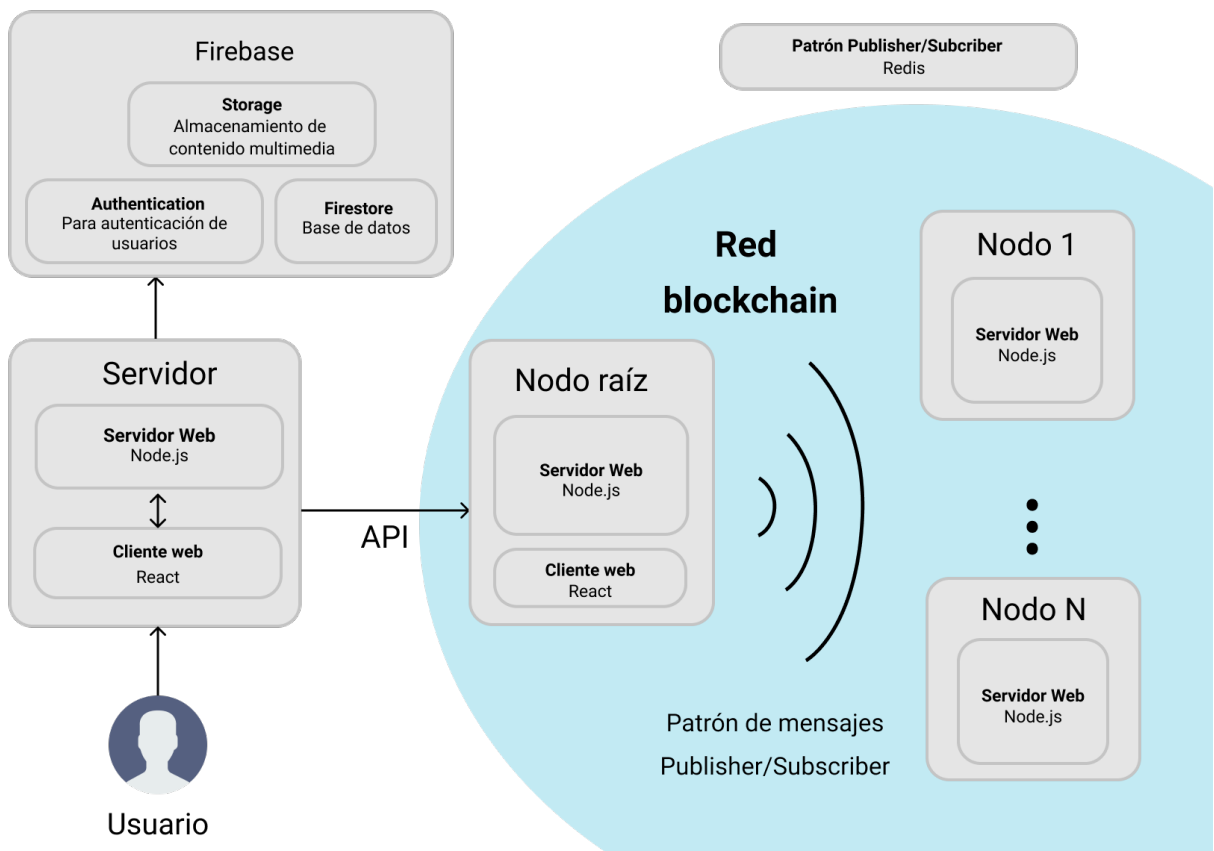 Firebase
Storage
Almacenamiento de
contenido multimedia
Authentication
Para autenticación de
usuarios
Firestore
Base de datos
Patrón Publisher/Subcriber
Redis
Red
blockchain
Nodo 1
Servidor Web
Node.js
Servidor
Servidor Web
Node.js
Cliente web
React
API
Nodo raíz
Servidor Web
Node.js
Cliente web
React
Nodo N
Servidor Web
Node.js
Patrón de mensajes
Publisher/Subscriber
Usuario